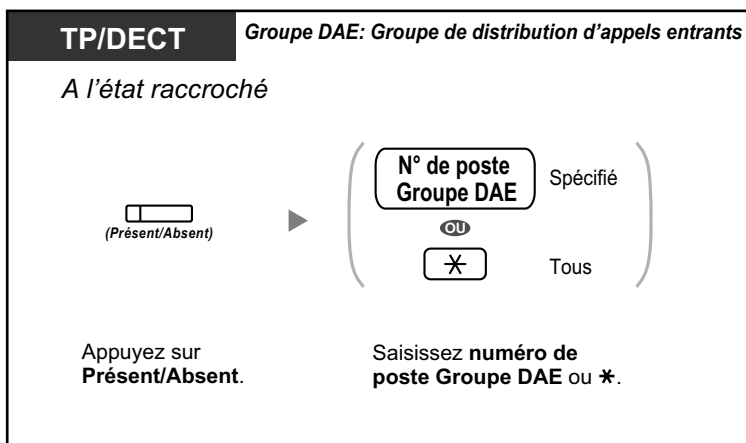 TP/DECT
Groupe DAE: Groupe de distribution d'appels entrants
A l'état raccroché
(Présent/Absent)
N° de poste
Groupe DAE
Spécifié
OU
* Tous
Appuyez sur
Présent/Absent.
Saisissez numéro de
poste Groupe DAE ou *.